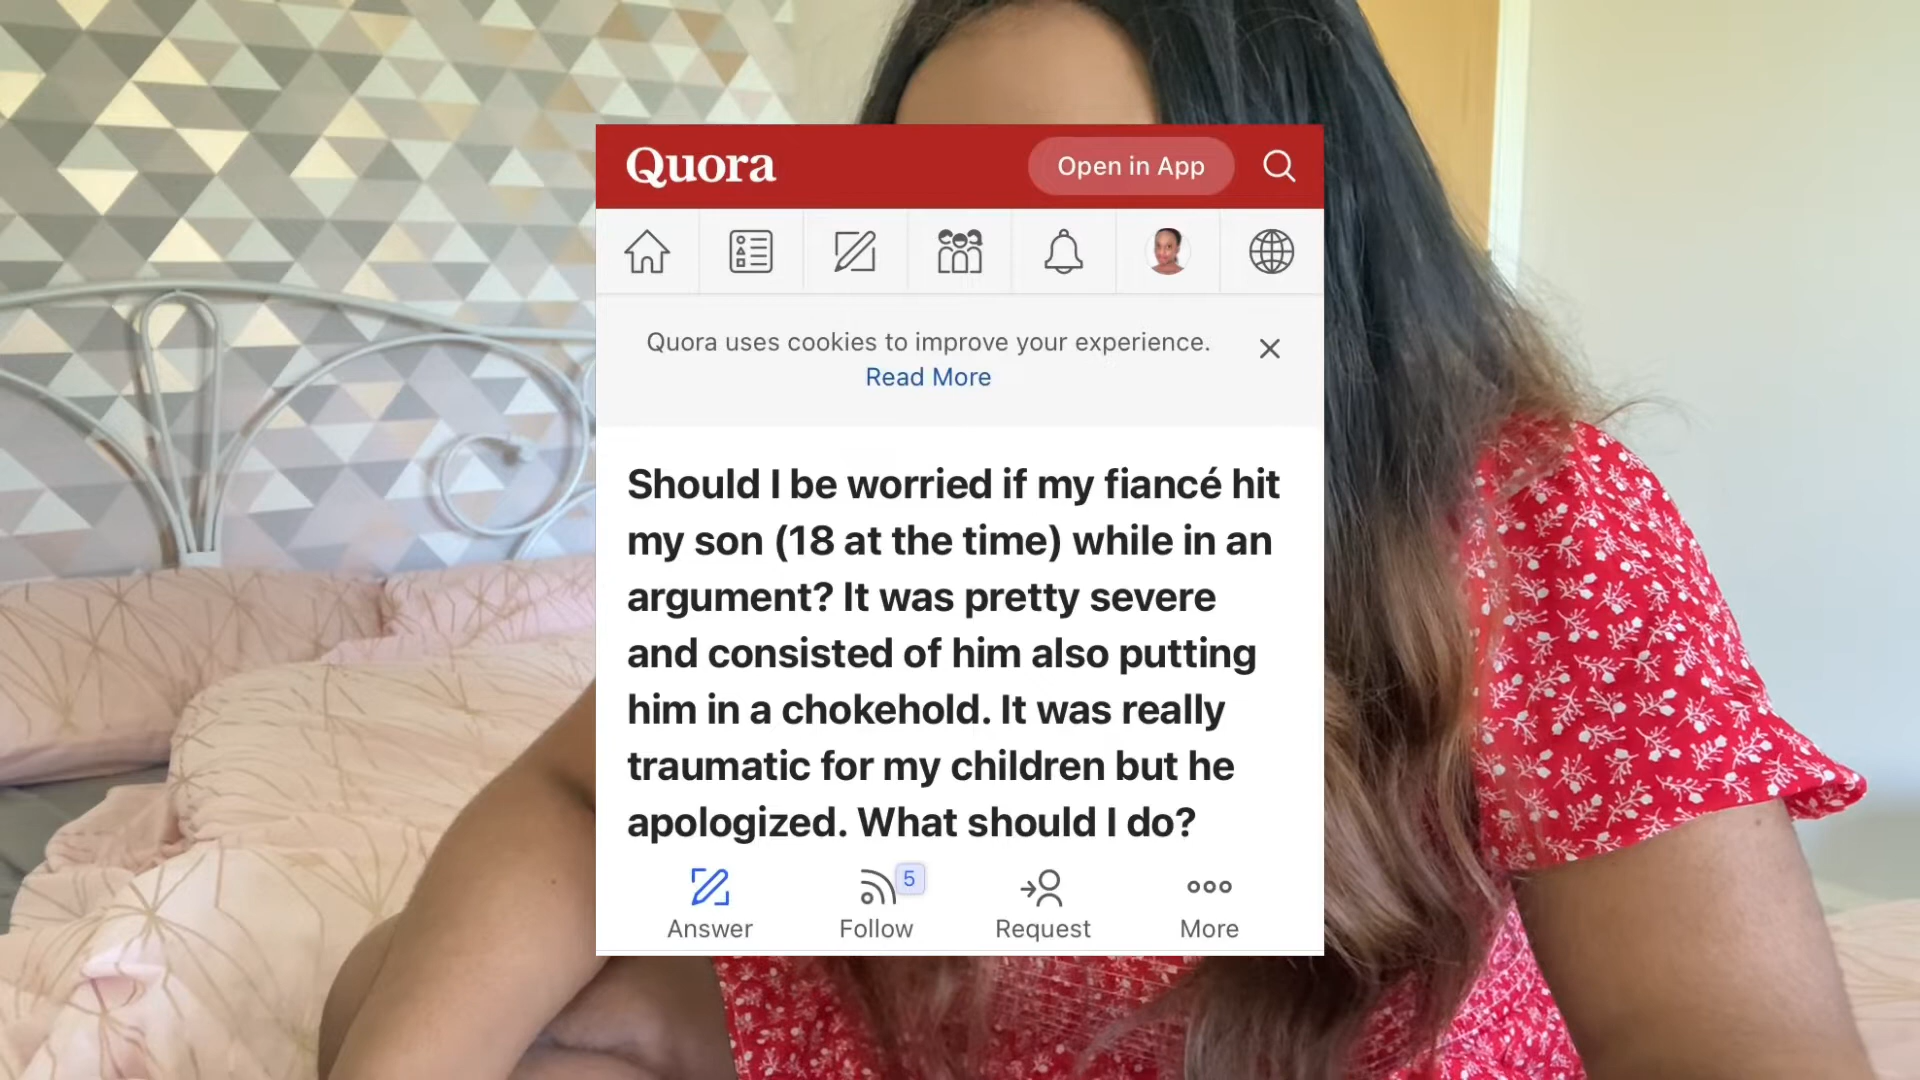 Quora
Open in App
Quora uses cookies to improve your experience.
Read More
Should I be worried if my fiancé hit
my son (18 at the time) while in an
argument? It was pretty severe
and consisted of him also putting
him in a chokehold. It was really
traumatic for my children but he
apologized. What should I do?
5
Answer
Follow
Request
More